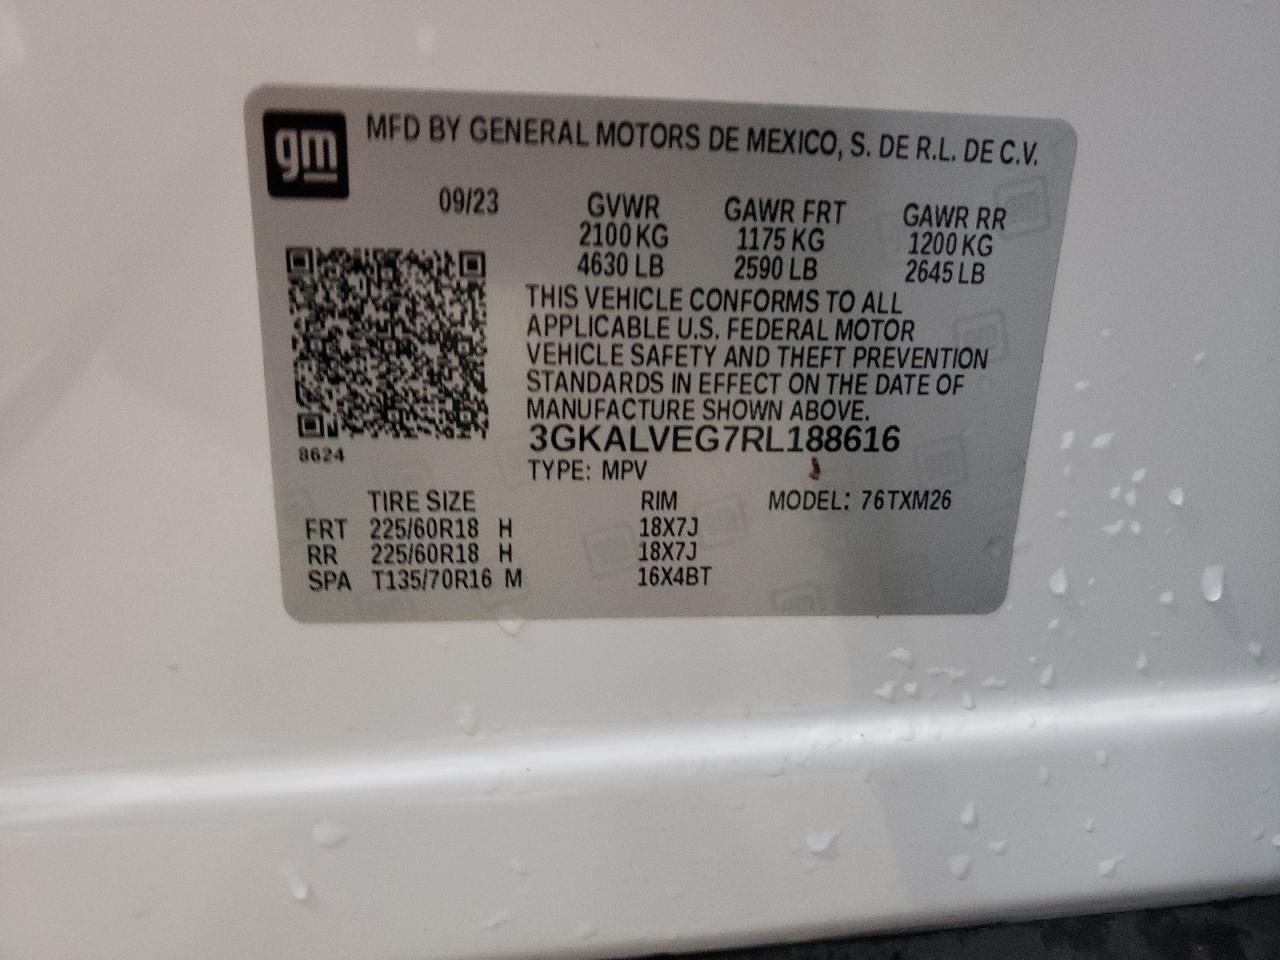 gm
MFD BY GENERAL MOTORS DE MEXICO, S. DE R.L. DE C.V.
09/23 GVWR GAWR FRT GAWR RR
2100 KG 1175 KG 1200 KG
4630 LB 2590 LB 2645 LB
THIS VEHICLE CONFORMS TO ALL
APPLICABLE U.S. FEDERAL MOTOR
VEHICLE SAFETY AND THEFT PREVENTION
STANDARDS IN EFFECT ON THE DATE OF
MANUFACTURE SHOWN ABOVE.
3GKALVEG7RL188616
8624
TYPE: MPV
TIRE SIZE RIM MODEL: 76TXM26
FRT 225/60R18 H 18X7J
RR 225/60R18 H 18X7J
SPA T135/70R16 M 16X4BT